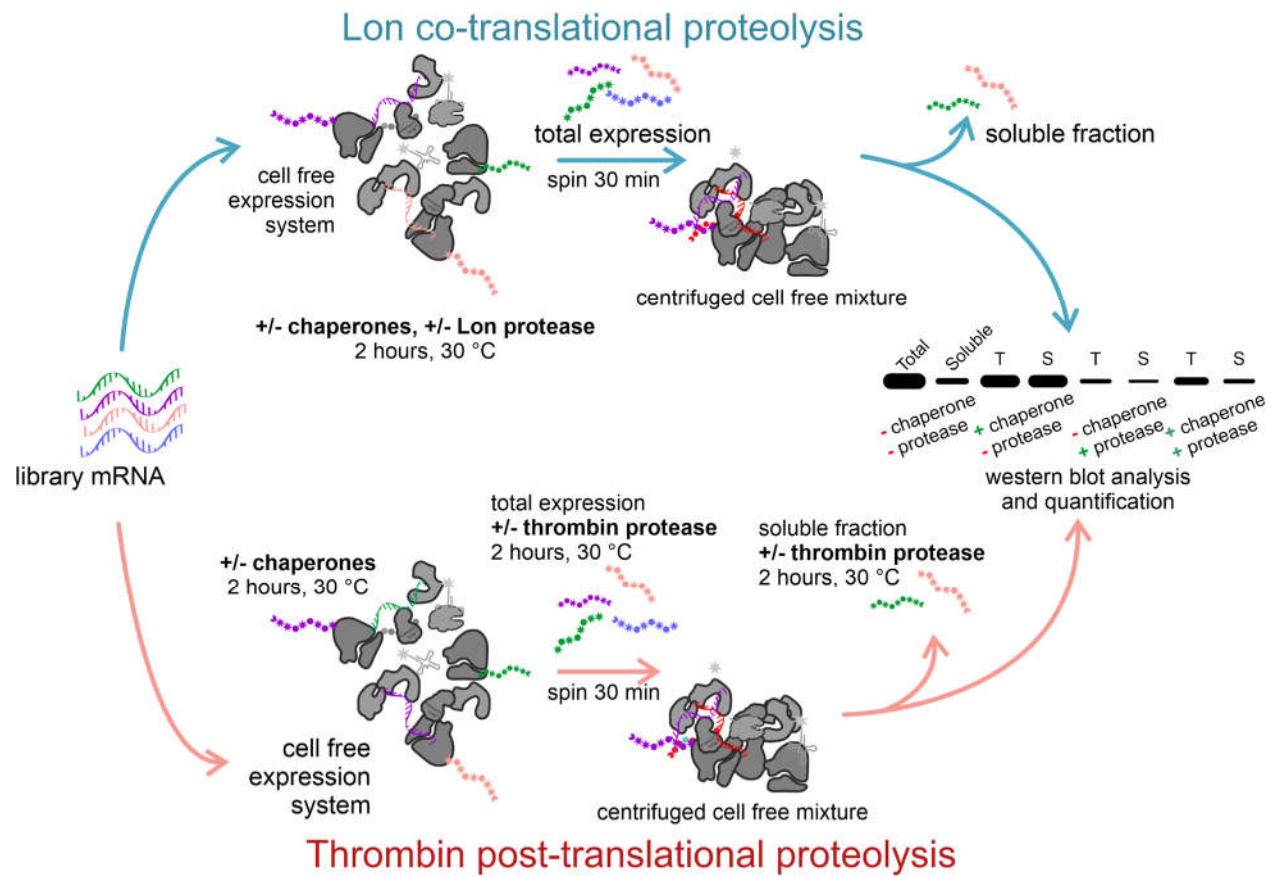 Lon co-translational proteolysis
total expression
spin 30 min
soluble fraction
cell free
expression
system
centrifuged cell free mixture
+/- chaperones, +/- Lon protease
2 hours, 30 °C
library mRNA
Total
Soluble
T
S
T
S
T
S
- chaperone
- protease
+ chaperone
- protease
- chaperone
+ protease
+ chaperone
+ protease
western blot analysis
and quantification
total expression
+/- thrombin protease
2 hours, 30 °C
soluble fraction
+/- thrombin protease
2 hours, 30 °C
+/- chaperones
2 hours, 30 °C
spin 30 min
cell free
expression
system
centrifuged cell free mixture
Thrombin post-translational proteolysis